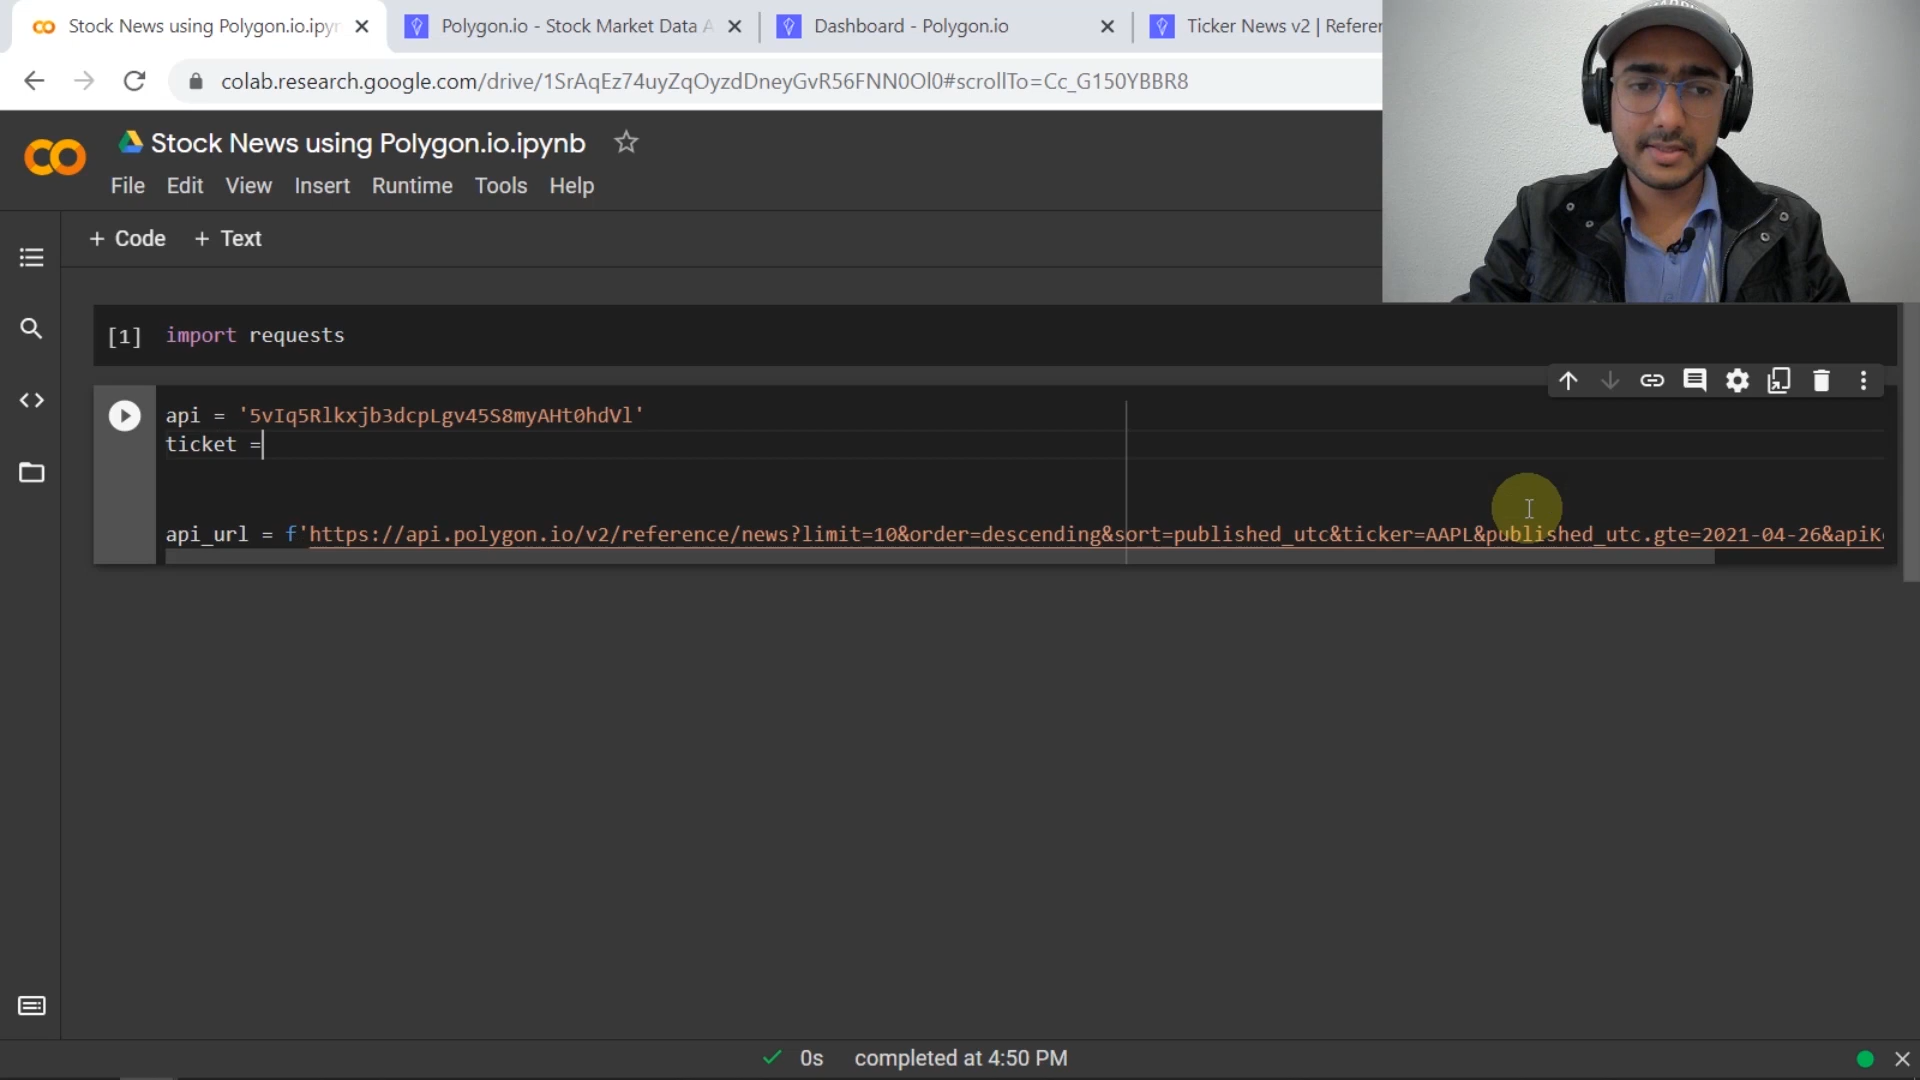 Stock News using Polygon.io.ipyn
Polygon.io - Stock Market Data A
Dashboard - Polygon.io
Ticker News v2 | Refere
colab.research.google.com/drive/1SrAqEz74uyZqOyzdDneyGvR56FNN0Ol0#scrollTo=Cc_G150YBBR8
Stock News using Polygon.io.ipynb
File Edit View Insert Runtime Tools Help
+ Code + Text
[1] import requests
api = '5vIq5Rlkxjb3dcpLgv45S8myAHt0hdVl'
ticket =
api_url = f'https://api.polygon.io/v2/reference/news?limit=10&order=descending&sort=published_utc&ticker=AAPL&published_utc.gte=2021-04-26&apiK
0s completed at 4:50 PM